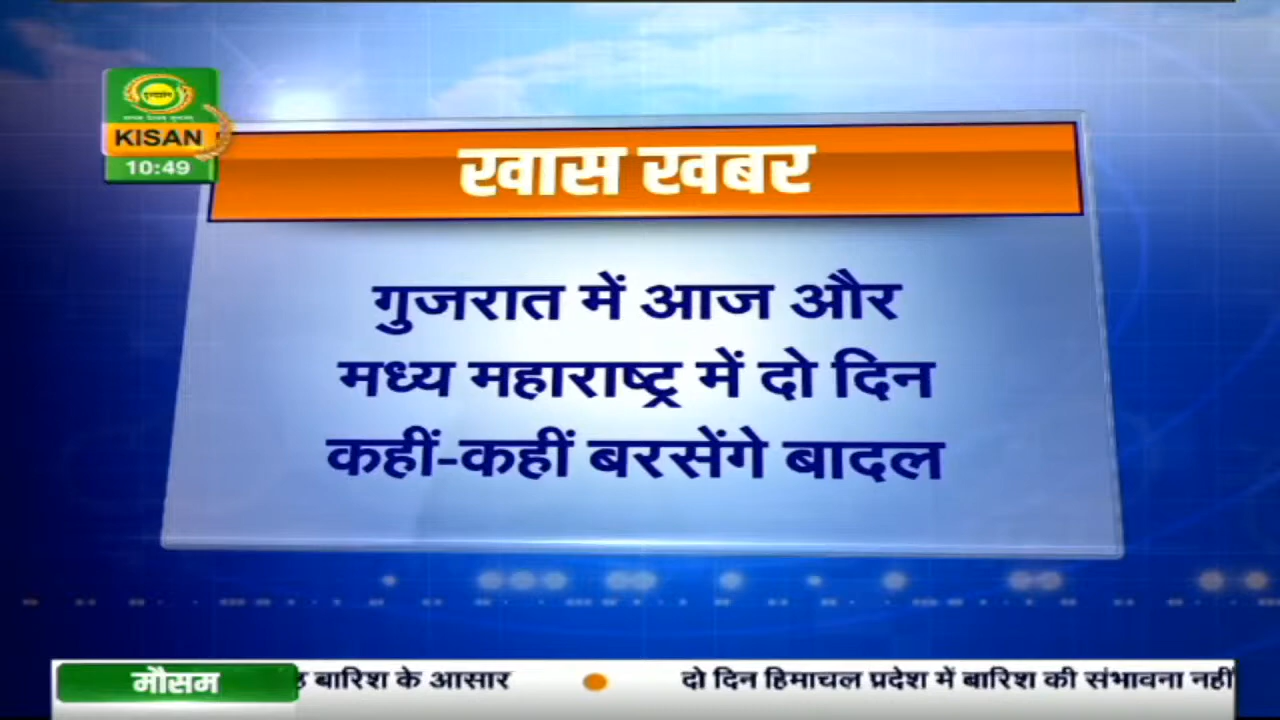 KISAN
10:49
खास खबर
गुजरात में आज और
मध्य महाराष्ट्र में दो दिन
कहीं-कहीं बरसेंगे बादल
मौसम
बारिश के आसार
दो दिन हिमाचल प्रदेश में बारिश की संभावना नहीं